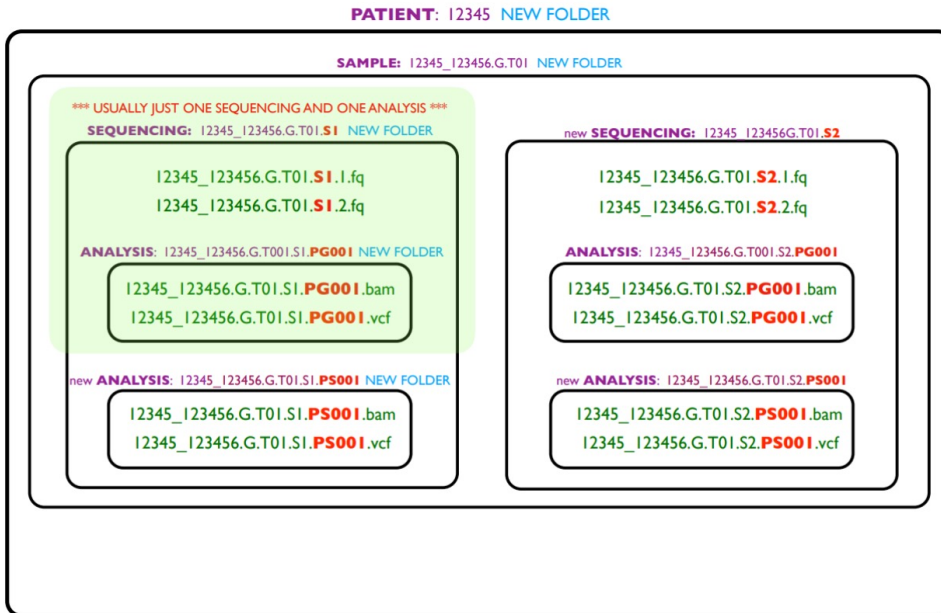 PATIENT: 12345 NEW FOLDER
SAMPLE: 12345_123456.G.T01 NEW FOLDER
*** USUALLY JUST ONE SEQUENCING AND ONE ANALYSIS ***
SEQUENCING: 12345_123456.G.T01.S1 NEW FOLDER
12345_123456.G.T01.S1.1.fq
12345_123456.G.T01.S1.2.fq
ANALYSIS: 12345_123456.G.T001.S1.PG001 NEW FOLDER
12345_123456.G.T01.S1.PG001.bam
12345_123456.G.T01.S1.PG001.vcf
new ANALYSIS: 12345_123456.G.T01.S1.PS001 NEW FOLDER
12345_123456.G.T01.S1.PS001.bam
12345_123456.G.T01.S1.PS001.vcf
new SEQUENCING: 12345_123456G.T01.S2
12345_123456.G.T01.S2.1.fq
12345_123456.G.T01.S2.2.fq
ANALYSIS: 12345_123456.G.T001.S2.PG001
12345_123456.G.T01.S2.PG001.bam
12345_123456.G.T01.S2.PG001.vcf
new ANALYSIS: 12345_123456.G.T01.S2.PS001
12345_123456.G.T01.S2.PS001.bam
12345_123456.G.T01.S2.PS001.vcf